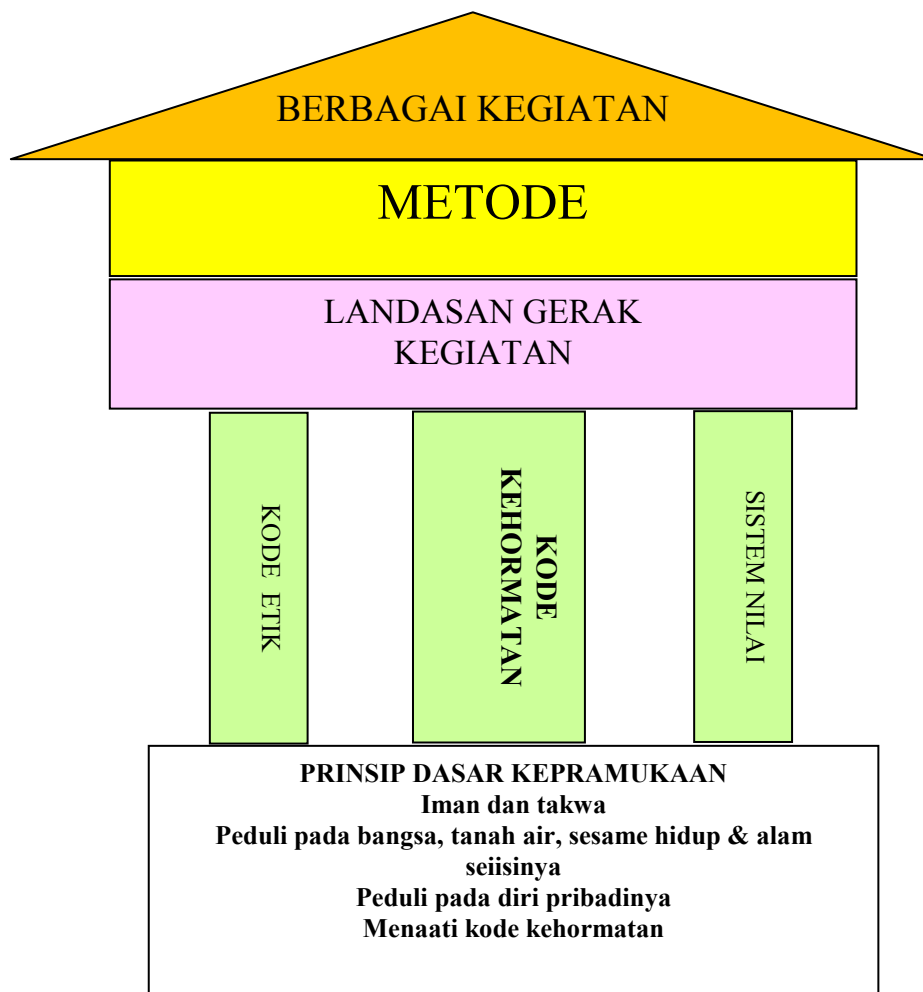 BERBAGAI KEGIATAN
METODE
LANDASAN GERAK
KEGIATAN
KODE ETIK
KODE
KEHORMATAN
SISTEM NILAI
PRINSIP DASAR KEPRAMUKAAN
Iman dan takwa
Peduli pada bangsa, tanah air, sesame hidup & alam
seiisinya
Peduli pada diri pribadinya
Menaati kode kehormatan